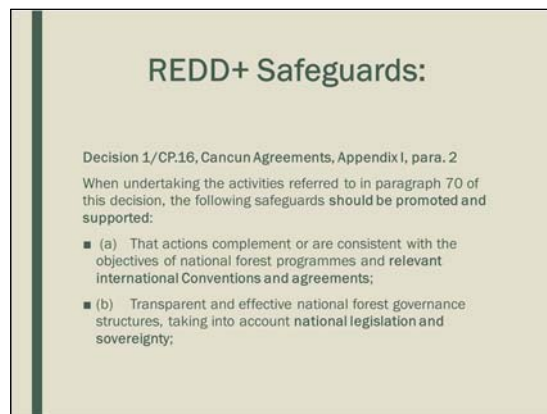 REDD+ Safeguards:
Decision 1/CP.16, Cancun Agreements, Appendix I, para. 2
When undertaking the activities referred to in paragraph 70 of
this decision, the following safeguards should be promoted and
supported:
■ (a) That actions complement or are consistent with the
objectives of national forest programmes and relevant
international Conventions and agreements;
■ (b) Transparent and effective national forest governance
structures, taking into account national legislation and
sovereignty;